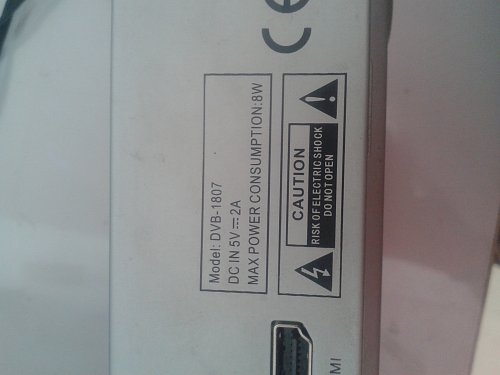 Model: DVB-1807
DC IN 5V⎓2A
MAX POWER CONSUMPTION:8W
CAUTION
RISK OF ELECTRIC SHOCK
DO NOT OPEN
CE
MI